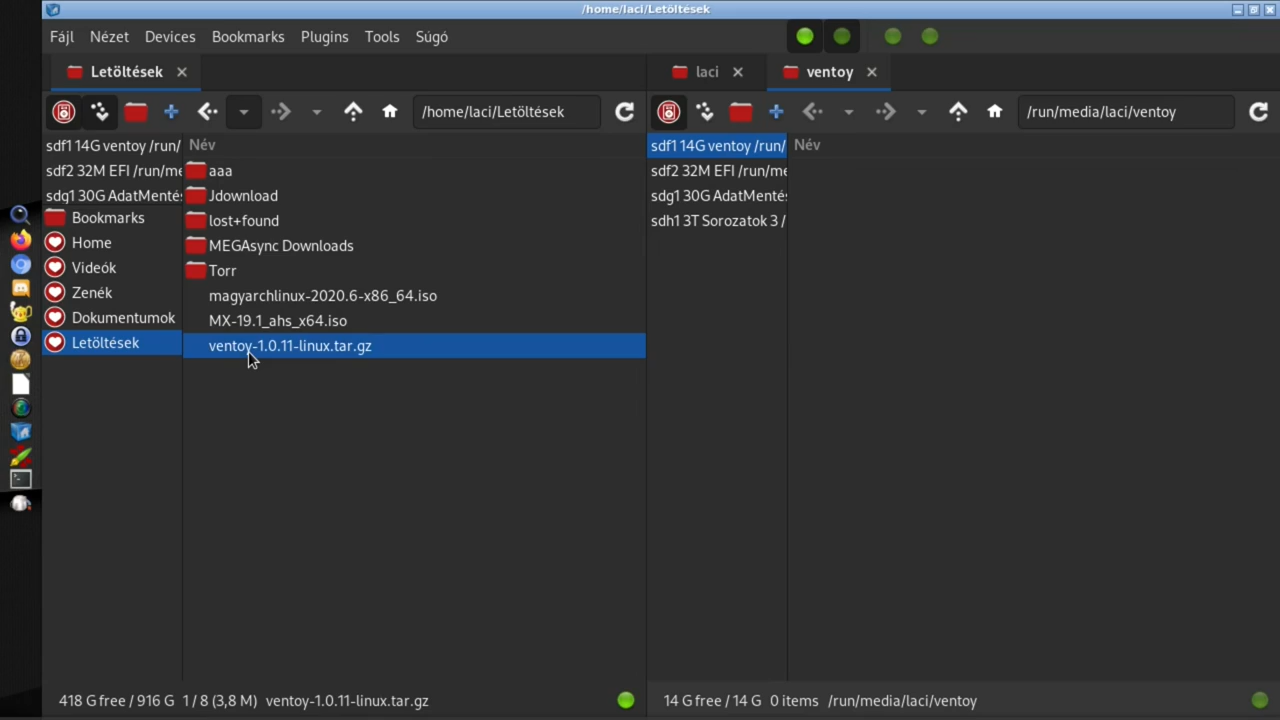 /home/laci/Letöltések
Fájl Nézet Devices Bookmarks Plugins Tools Súgó
Letöltések
laci
ventoy
/home/laci/Letöltések
/run/media/laci/ventoy
sdf1 14G ventoy /run/
sdf2 32M EFI /run/me
sdg1 30G AdatMentés
Bookmarks
Home
Videók
Zenék
Dokumentumok
Letöltések
Név
aaa
Jdownload
lost+found
MEGAsync Downloads
Torr
magyarchlinux-2020.6-x86_64.iso
MX-19.1_ahs_x64.iso
ventoy-1.0.11-linux.tar.gz
sdf1 14G ventoy /run/
sdf2 32M EFI /run/me
sdg1 30G AdatMentés
sdh1 3T Sorozatok 3 /
Név
418 G free / 916 G 1 / 8 (3,8 M) ventoy-1.0.11-linux.tar.gz
14 G free / 14 G 0 items /run/media/laci/ventoy